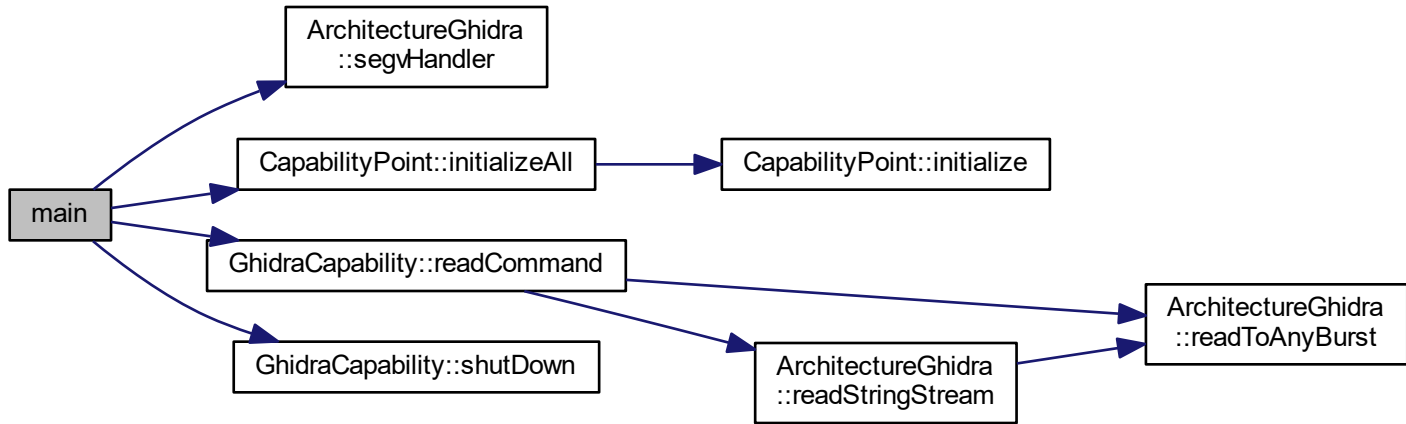 ArchitectureGhidra
::segvHandler
CapabilityPoint::initializeAll
CapabilityPoint::initialize
main
GhidraCapability::readCommand
ArchitectureGhidra
::readToAnyBurst
GhidraCapability::shutDown
ArchitectureGhidra
::readStringStream